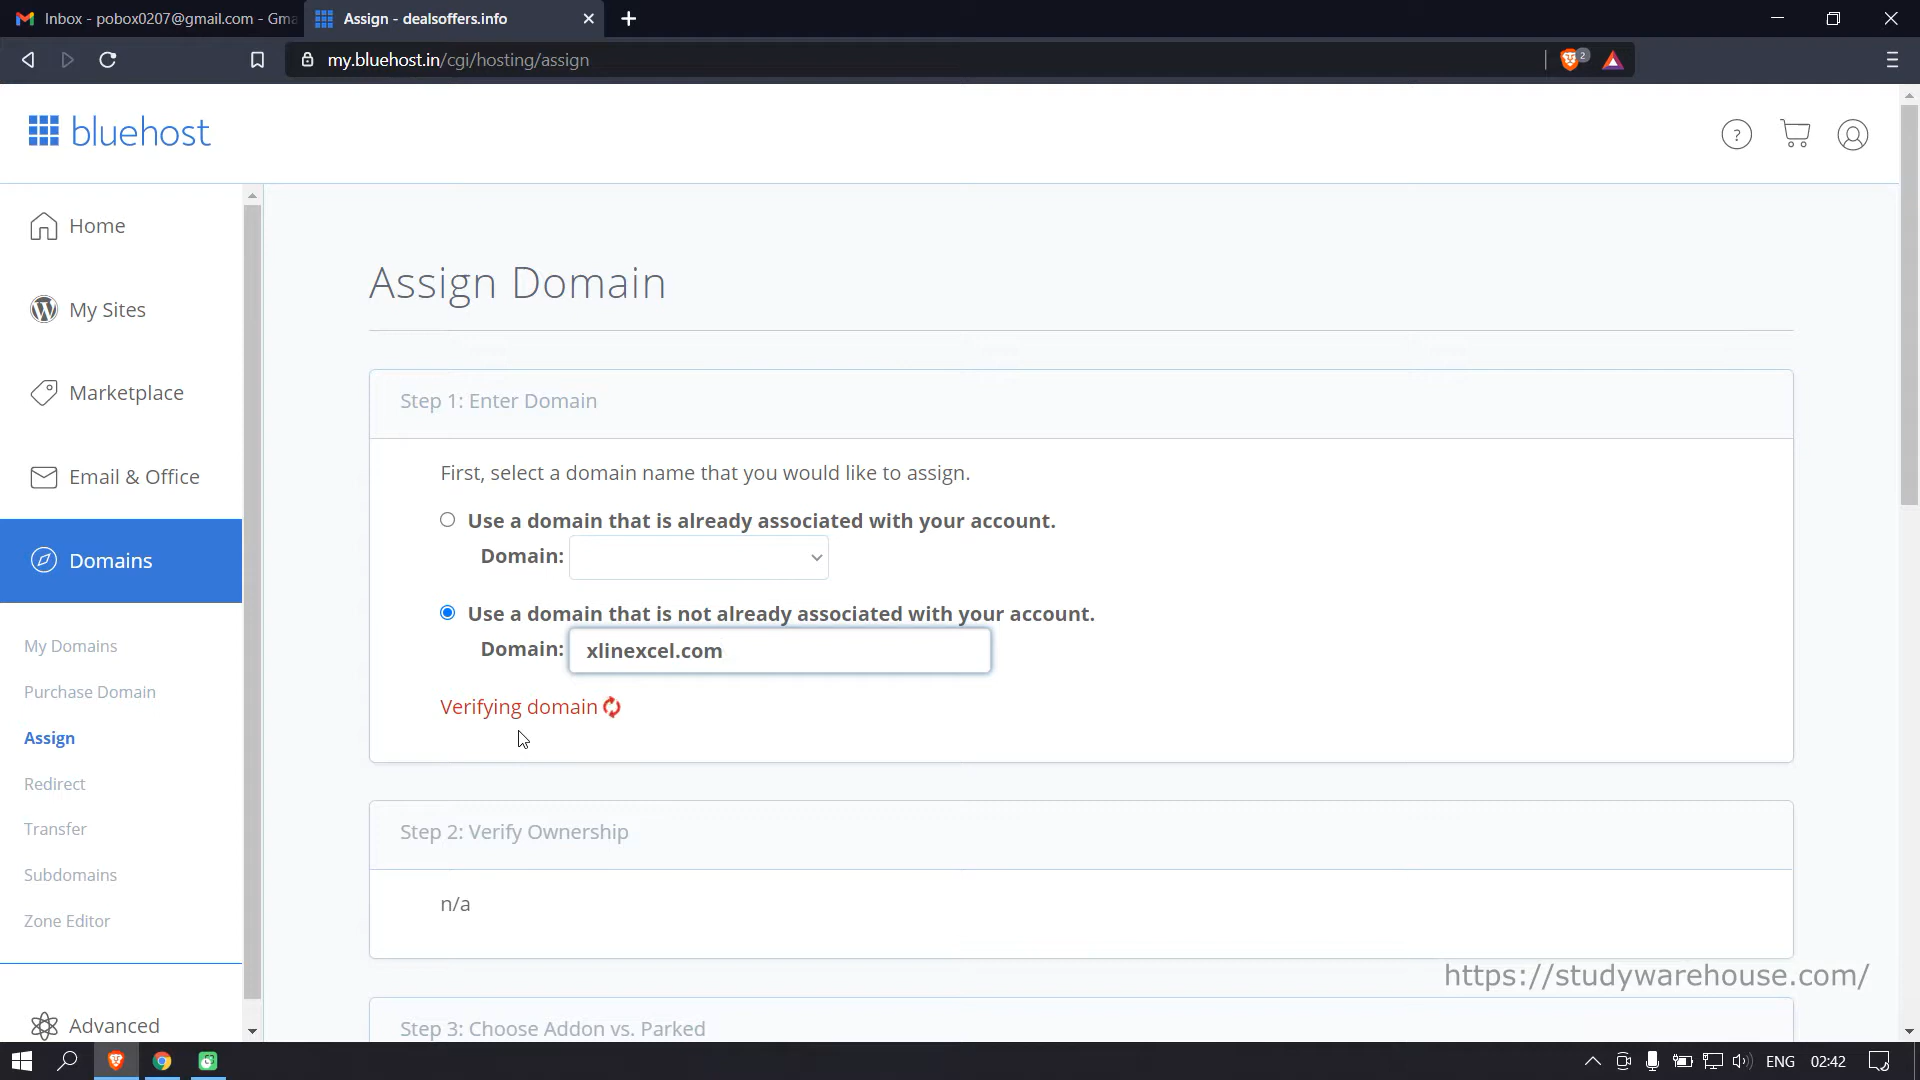 Inbox - pobox0207@gmail.com - Gma
Assign - dealsoffers.info
my.bluehost.in/cgi/hosting/assign
2
bluehost
?
Home
My Sites
Marketplace
Email & Office
Domains
My Domains
Purchase Domain
Assign
Redirect
Transfer
Subdomains
Zone Editor
Advanced
Assign Domain
Step 1: Enter Domain
First, select a domain name that you would like to assign.
Use a domain that is already associated with your account.
Domain:
Use a domain that is not already associated with your account.
Domain: xlinexcel.com
Verifying domain
Step 2: Verify Ownership
n/a
https://studywarehouse.com/
Step 3: Choose Addon vs. Parked
ENG
02:42